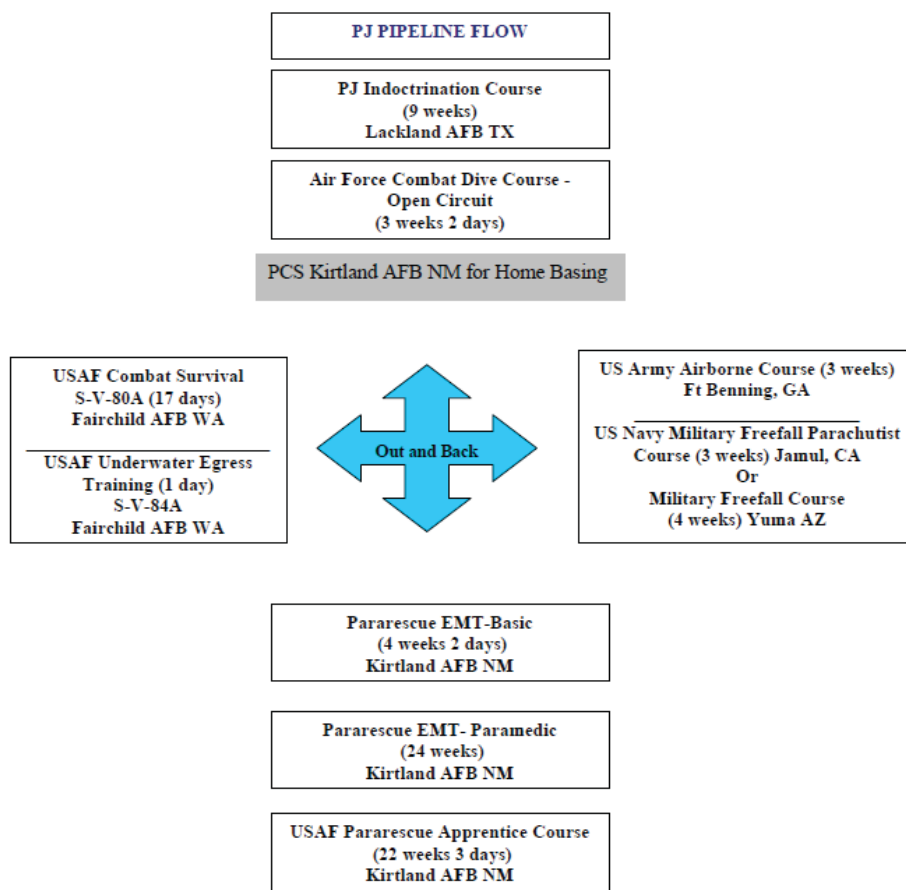 PJ PIPELINE FLOW
PJ Indoctrination Course
(9 weeks)
Lackland AFB TX
Air Force Combat Dive Course -
Open Circuit
(3 weeks 2 days)
PCS Kirtland AFB NM for Home Basing
USAF Combat Survival
S-V-80A (17 days)
Fairchild AFB WA
USAF Underwater Egress
Training (1 day)
S-V-84A
Fairchild AFB WA
Out and Back
US Army Airborne Course (3 weeks)
Ft Benning, GA
US Navy Military Freefall Parachutist
Course (3 weeks) Jamul, CA
Or
Military Freefall Course
(4 weeks) Yuma AZ
Pararescue EMT-Basic
(4 weeks 2 days)
Kirtland AFB NM
Pararescue EMT- Paramedic
(24 weeks)
Kirtland AFB NM
USAF Pararescue Apprentice Course
(22 weeks 3 days)
Kirtland AFB NM